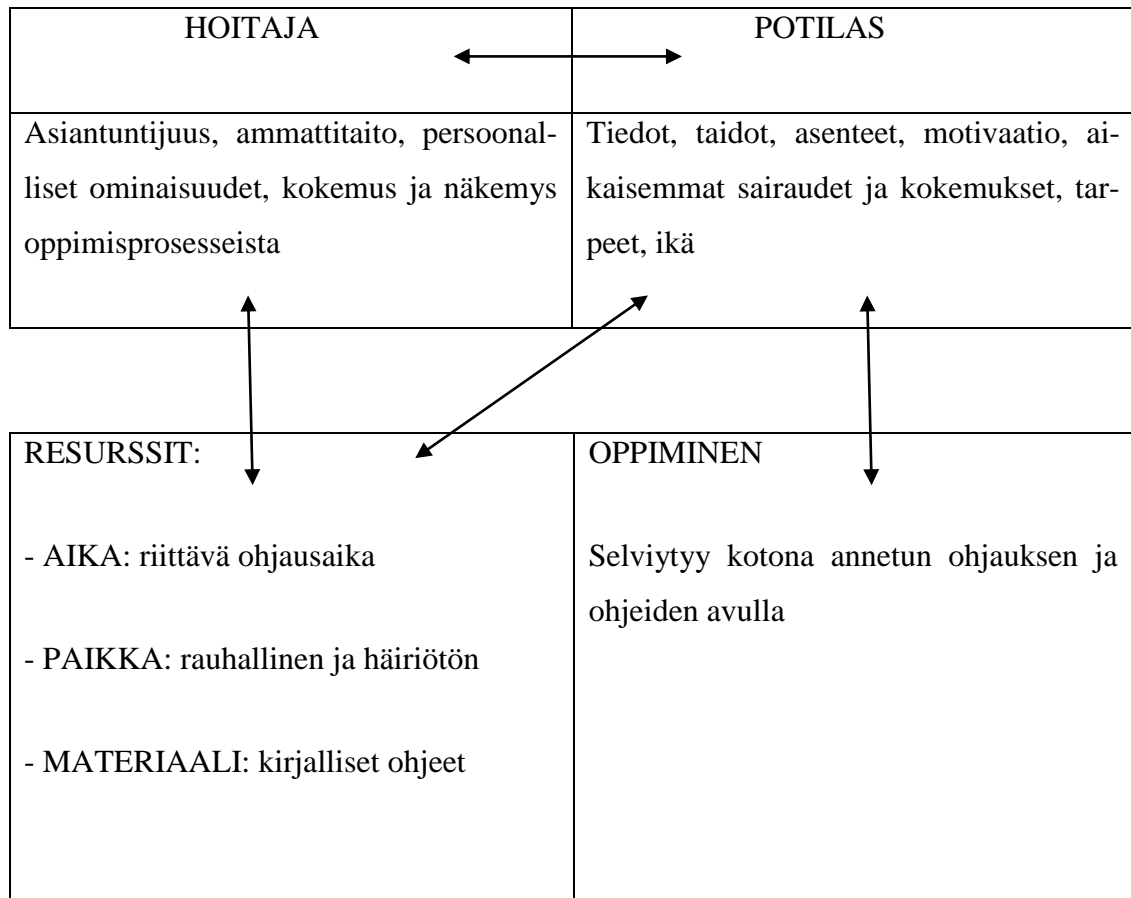 HOITAJA
POTILAS
Asiantuntijuus, ammattitaito, persoonal-
liset ominaisuudet, kokemus ja näkemys
oppimisprosesseista
Tiedot, taidot, asenteet, motivaatio, ai-
kaisemmat sairaudet ja kokemukset, tar-
peet, ikä
RESURSSIT:
- AIKA: riittävä ohjausaika
- PAIKKA: rauhallinen ja häiriötön
- MATERIAALI: kirjalliset ohjeet
OPPIMINEN
Selviytyy kotona annetun ohjauksen ja
ohjeiden avulla